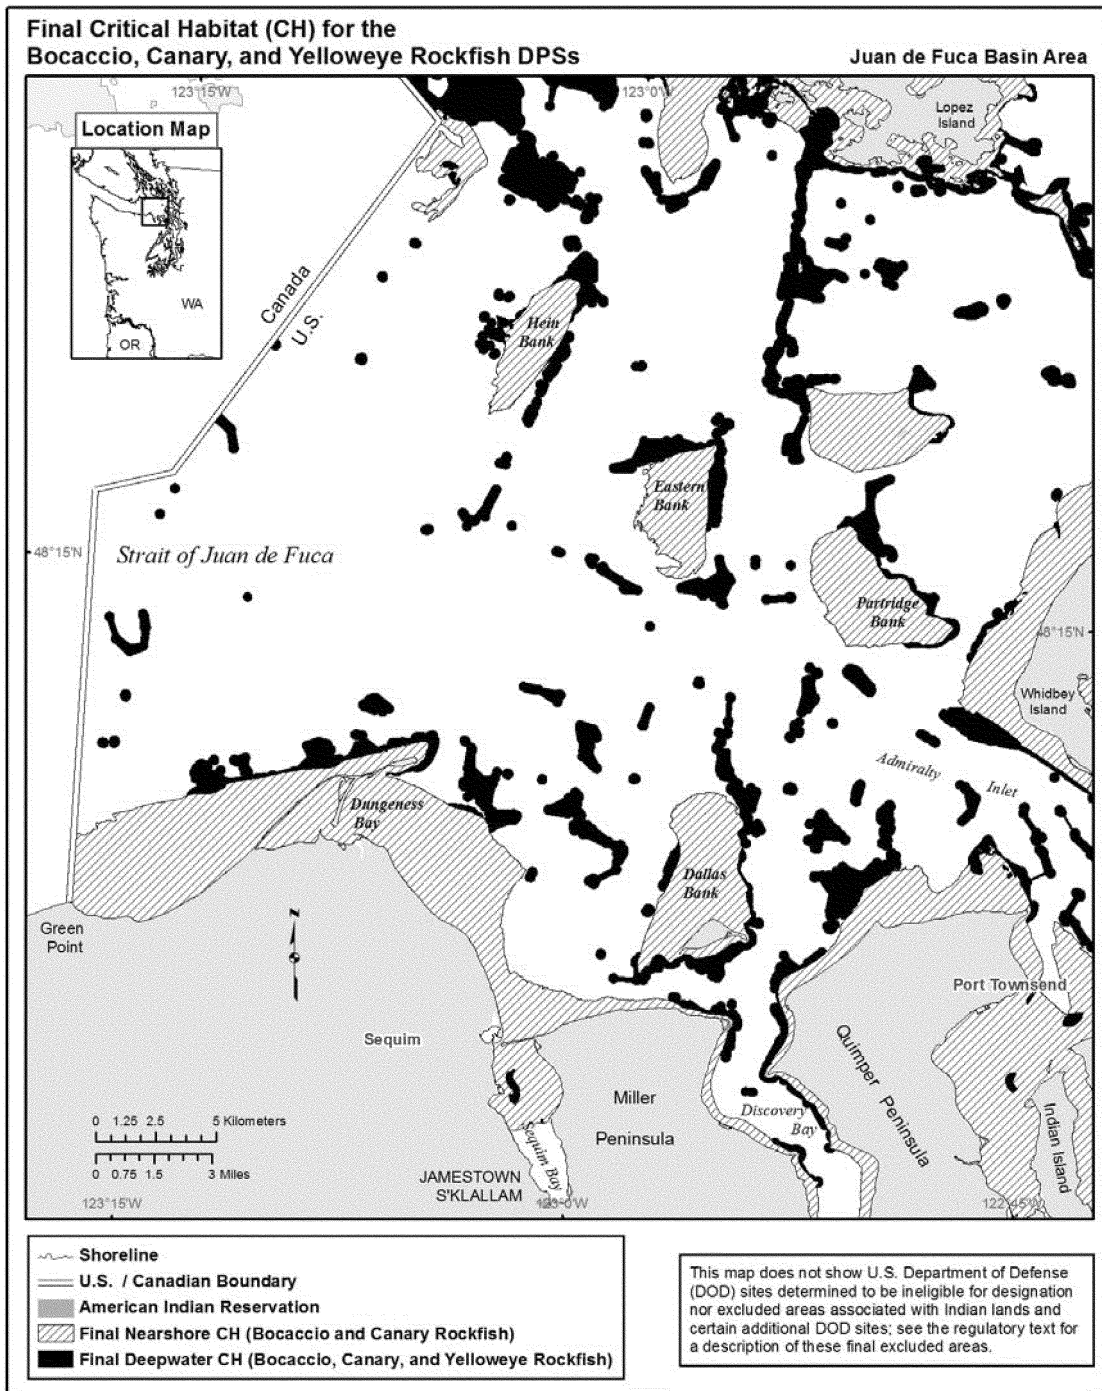 Final Critical Habitat (CH) for the
Bocaccio, Canary, and Yelloweye Rockfish DPSs
Juan de Fuca Basin Area
123°15'W
123°0'W
Lopez
Island
Location Map
WA
OR
Canada
U.S.
Hein
Bank
Eastern
Bank
48°15'N
Strait of Juan de Fuca
Partridge
Bank
48°15'N
Whidbey
Island
Admiralty
Inlet
Dungeness
Bay
Dallas
Bank
Green
Point
N
Port Townsend
Sequim
Quimper Peninsula
Miller
Peninsula
Discovery
Bay
Indian Island
Sequim Bay
0 1.25 2.5 5 Kilometers
0 0.75 1.5 3 Miles
JAMESTOWN
S'KLALLAM
123°15'W
123°0'W
122°45'W
Shoreline
U.S. / Canadian Boundary
American Indian Reservation
Final Nearshore CH (Bocaccio and Canary Rockfish)
Final Deepwater CH (Bocaccio, Canary, and Yelloweye Rockfish)
This map does not show U.S. Department of Defense
(DOD) sites determined to be ineligible for designation
nor excluded areas associated with Indian lands and
certain additional DOD sites; see the regulatory text for
a description of these final excluded areas.